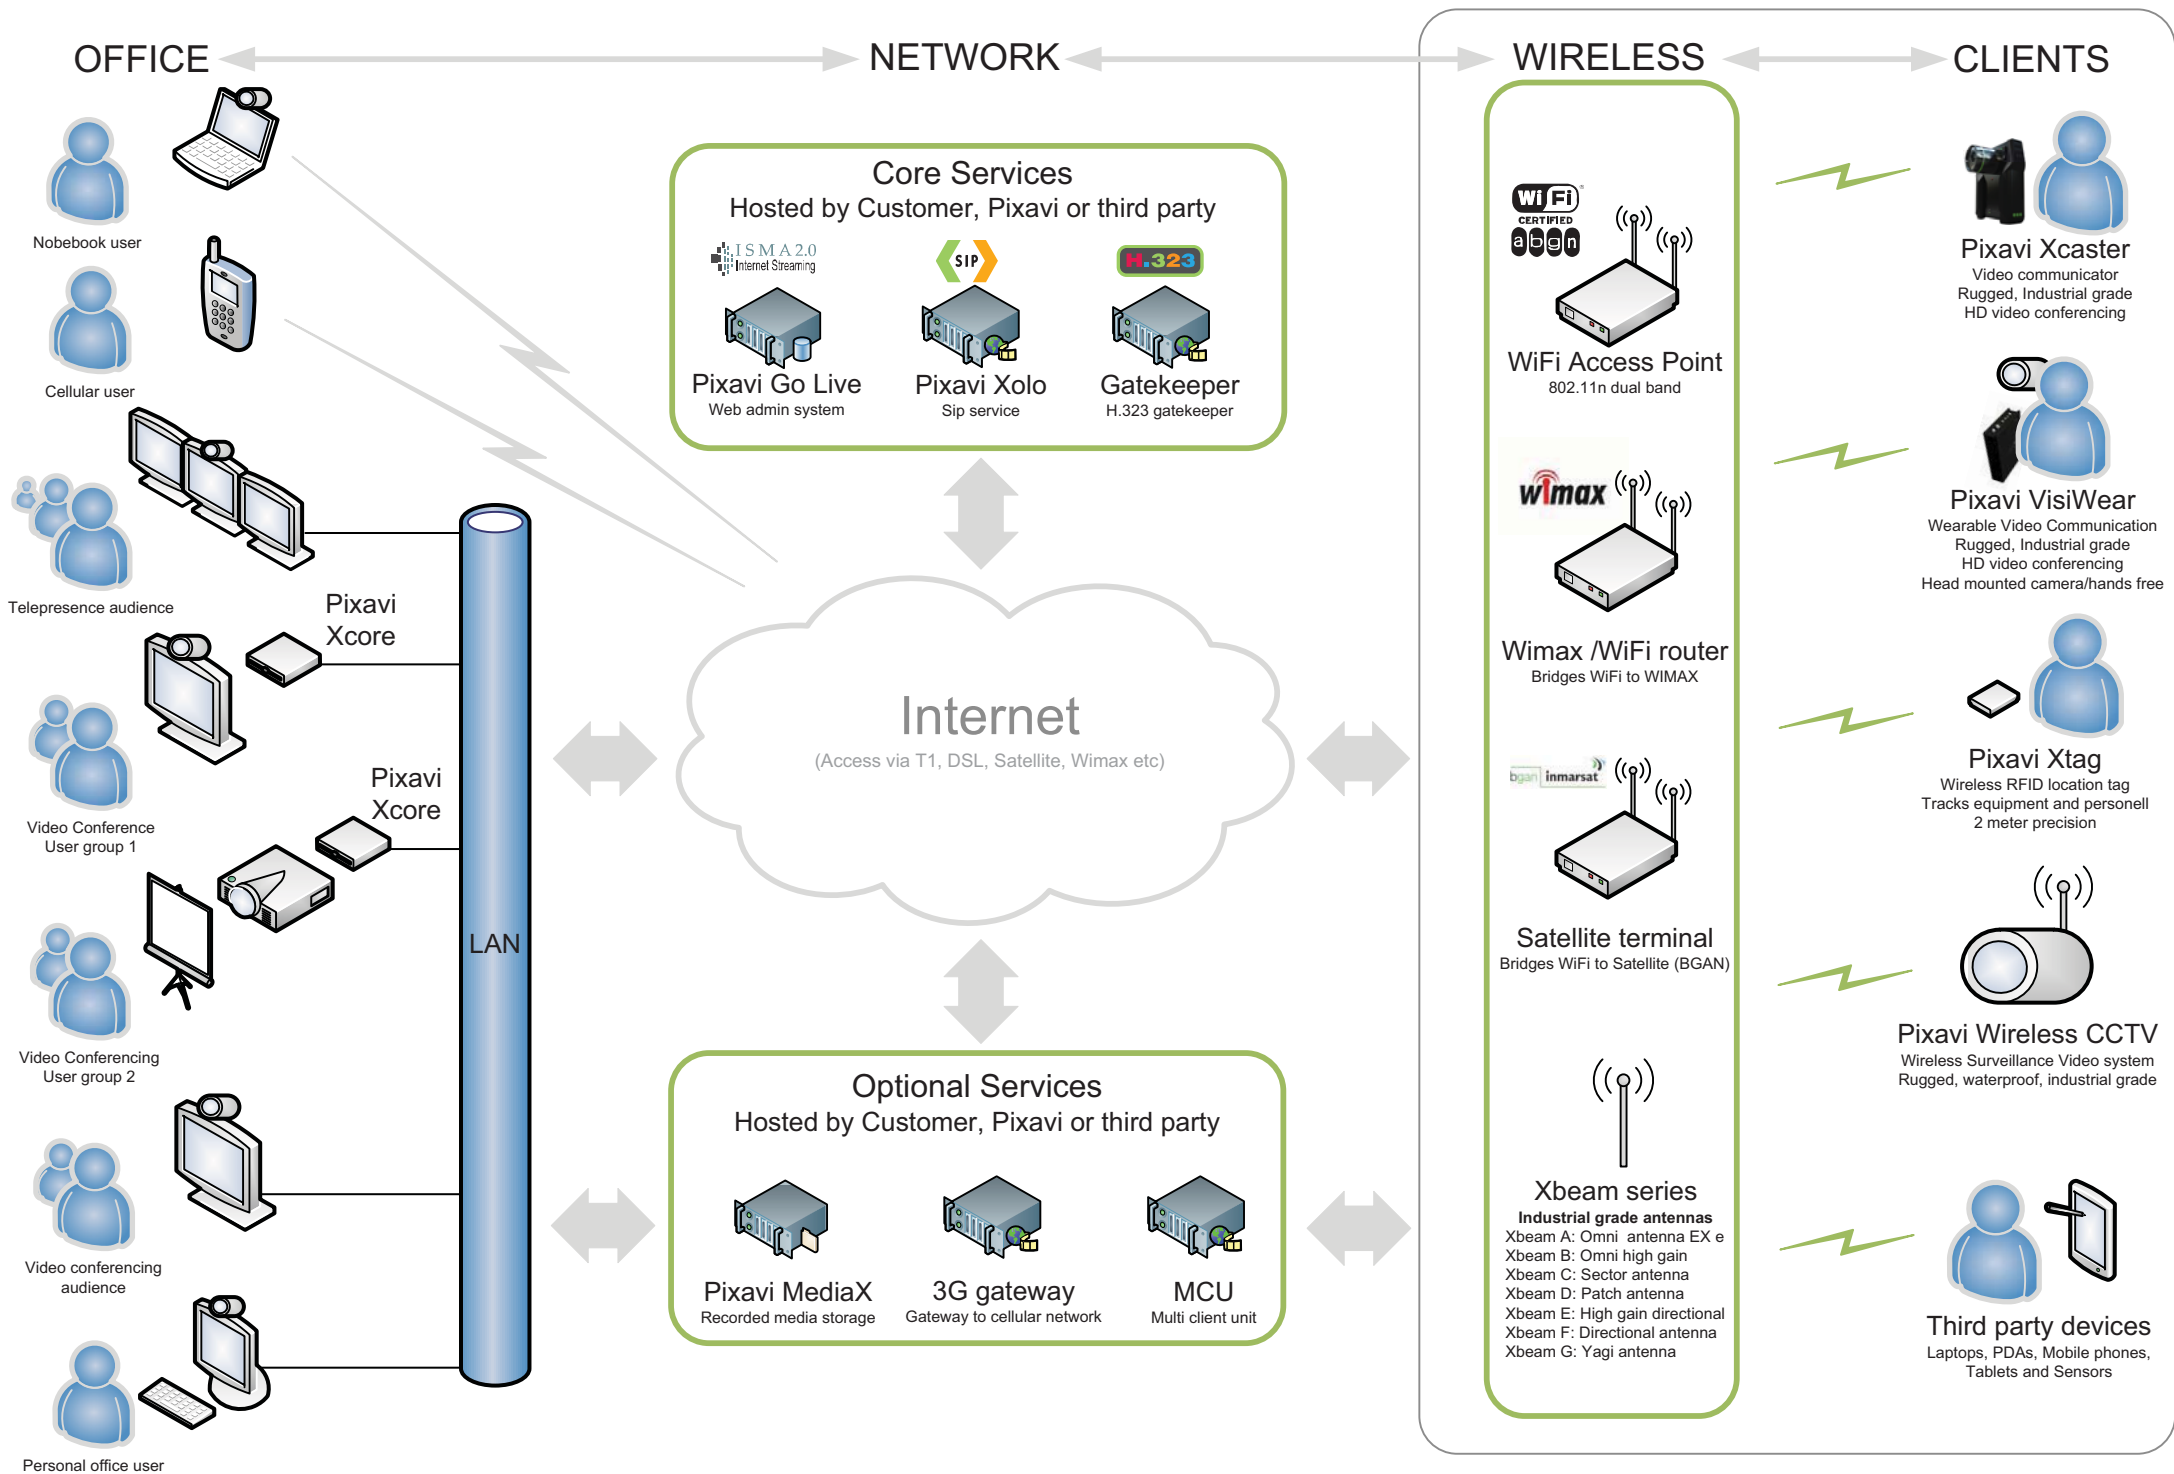 OFFICE
NETWORK
WIRELESS
CLIENTS
Nobebook user
Cellular user
Telepresence audience
Pixavi
Xcore
Video Conference
User group 1
Pixavi
Xcore
Video Conferencing
User group 2
Video conferencing
audience
Personal office user
LAN
Core Services
Hosted by Customer, Pixavi or third party
ISMA2.0
Internet Streaming
SIP
H.323
Pixavi Go Live
Web admin system
Pixavi Xolo
Sip service
Gatekeeper
H.323 gatekeeper
Internet
(Access via T1, DSL, Satellite, Wimax etc)
Optional Services
Hosted by Customer, Pixavi or third party
Pixavi MediaX
Recorded media storage
3G gateway
Gateway to cellular network
MCU
Multi client unit
Wi Fi
CERTIFIED
a b g n
WiFi Access Point
802.11n dual band
wimax
Wimax /WiFi router
Bridges WiFi to WIMAX
bgan inmarsat
Satellite terminal
Bridges WiFi to Satellite (BGAN)
Xbeam series
Industrial grade antennas
Xbeam A: Omni antenna EX e
Xbeam B: Omni high gain
Xbeam C: Sector antenna
Xbeam D: Patch antenna
Xbeam E: High gain directional
Xbeam F: Directional antenna
Xbeam G: Yagi antenna
Pixavi Xcaster
Video communicator
Rugged, Industrial grade
HD video conferencing
Pixavi VisiWear
Wearable Video Communication
Rugged, Industrial grade
HD video conferencing
Head mounted camera/hands free
Pixavi Xtag
Wireless RFID location tag
Tracks equipment and personell
2 meter precision
Pixavi Wireless CCTV
Wireless Surveillance Video system
Rugged, waterproof, industrial grade
Third party devices
Laptops, PDAs, Mobile phones,
Tablets and Sensors